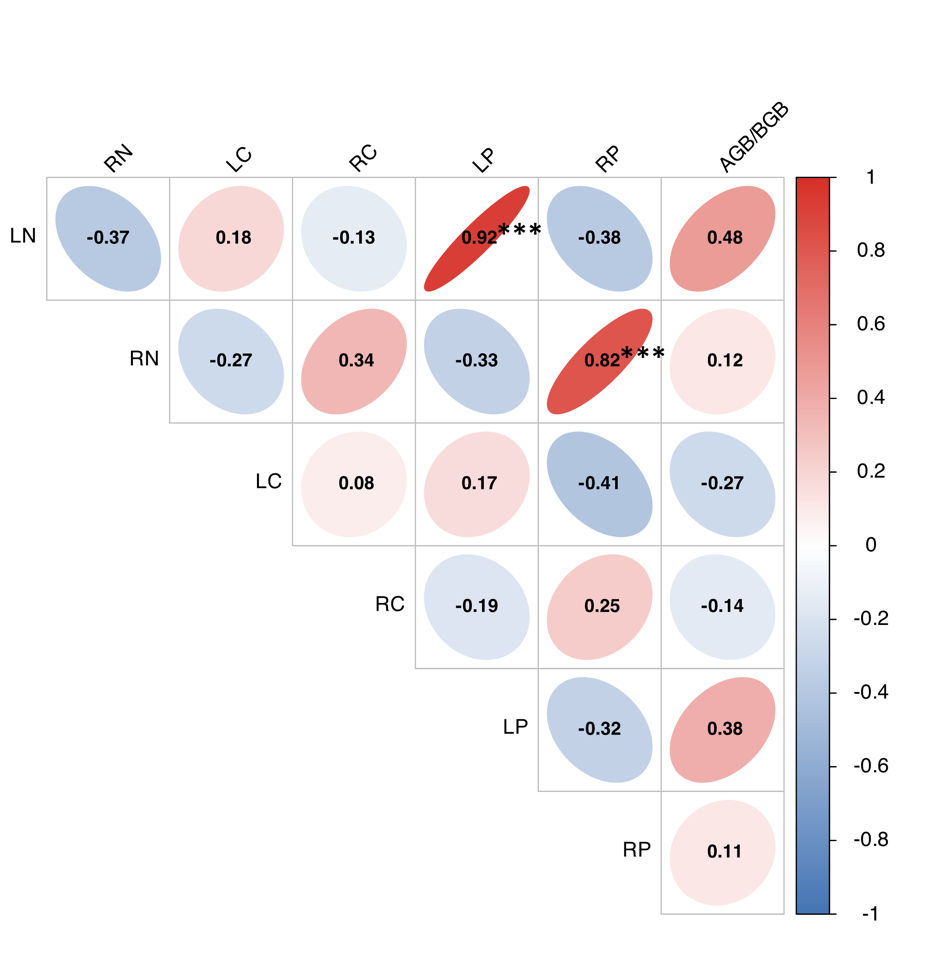 RN LC RC LP RP AGB/BGB
1
LN -0.37 0.18 -0.13 0.92*** -0.38 0.48
0.8
0.6
RN -0.27 0.34 -0.33 0.82*** 0.12
0.4
0.2
LC 0.08 0.17 -0.41 -0.27
0
RC -0.19 0.25 -0.14
-0.2
-0.4
LP -0.32 0.38
-0.6
-0.8
RP 0.11
-1